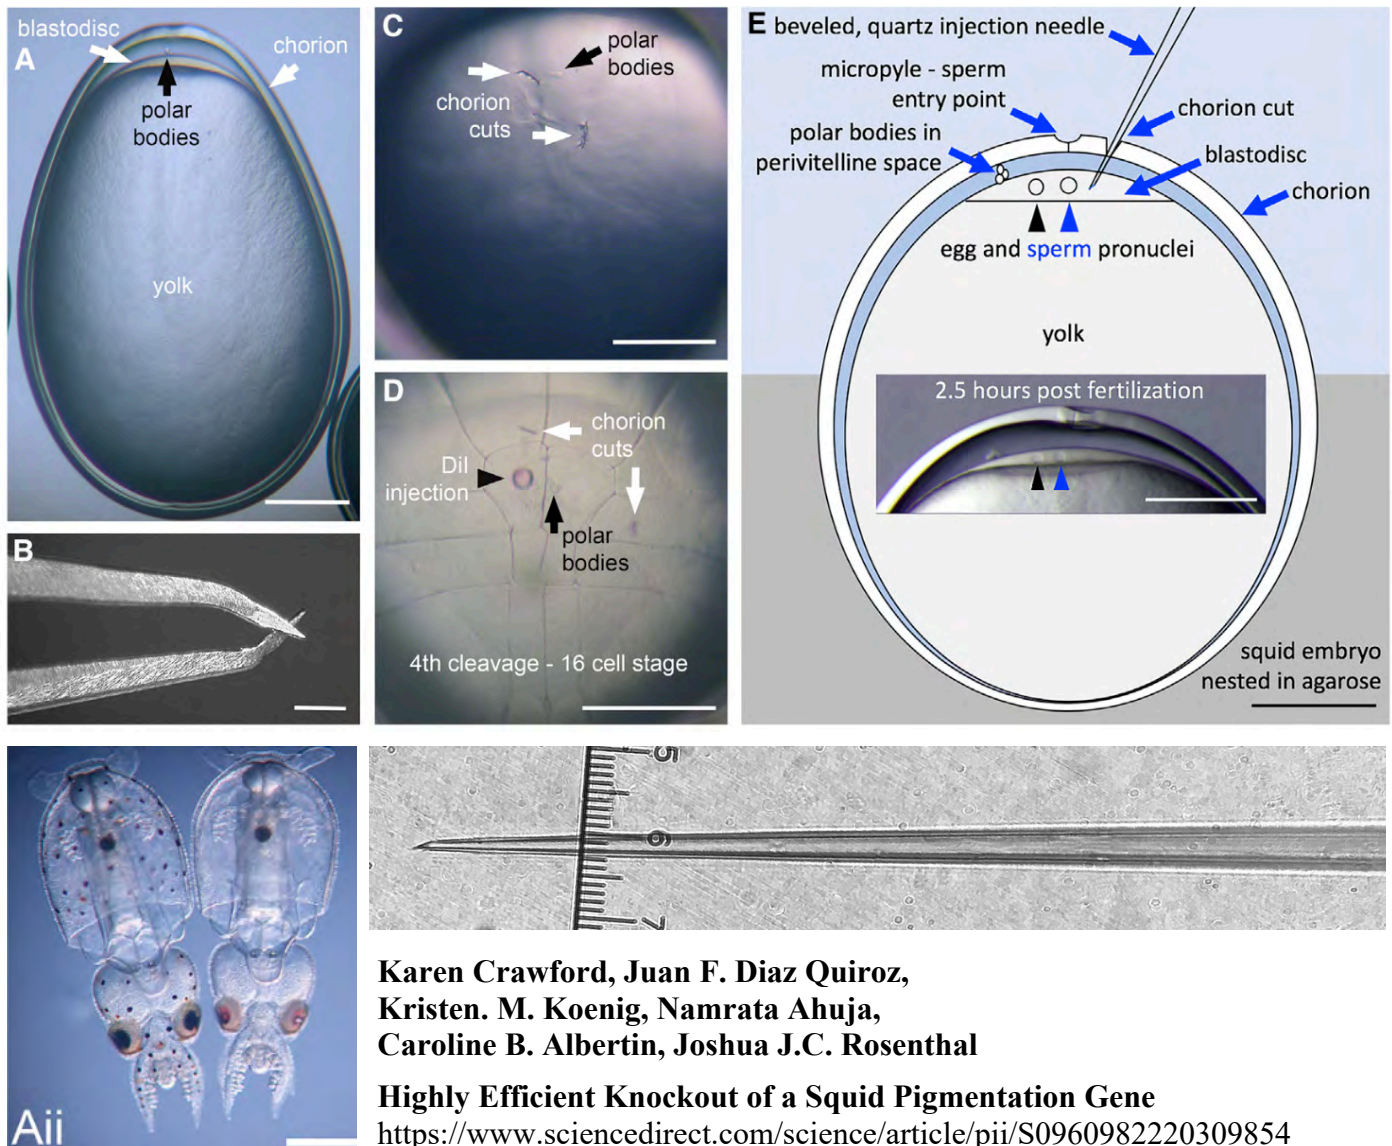 A
blastodisc
chorion
polar
bodies
yolk
B
C
polar
bodies
chorion
cuts
D
chorion
cuts
DiI
injection
polar
bodies
4th cleavage - 16 cell stage
E
beveled, quartz injection needle
micropyle - sperm
entry point
chorion cut
polar bodies in
perivitelline space
blastodisc
chorion
egg and sperm pronuclei
yolk
2.5 hours post fertilization
squid embryo
nested in agarose
Aii
5
6
7
Karen Crawford, Juan F. Diaz Quiroz,
Kristen. M. Koenig, Namrata Ahuja,
Caroline B. Albertin, Joshua J.C. Rosenthal
Highly Efficient Knockout of a Squid Pigmentation Gene
https://www.sciencedirect.com/science/article/pii/S0960982220309854